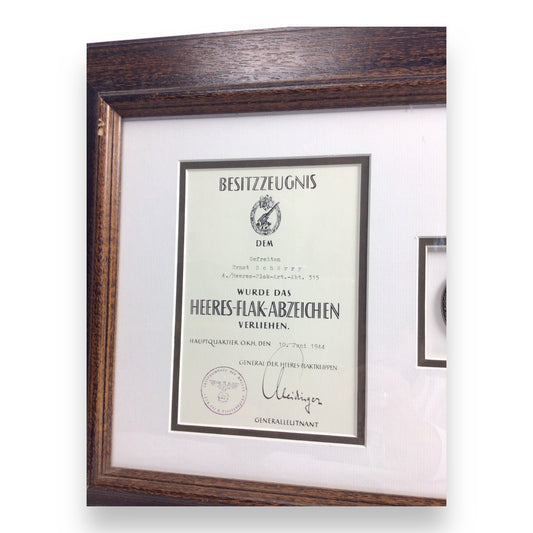 BESITZZEUGNIS
DEM
Gefreiten
Ernst
4./Heeres-Flak-Art.-Abt. 315
WURDE DAS
HEERES-FLAK-ABZEICHEN
VERLIEHEN.
HAUPTQUARTIER O.K.H., DEN 10. Juni 1944
GENERAL DER HEERES-FLAKTRUPPEN
GENERALLEUTNANT